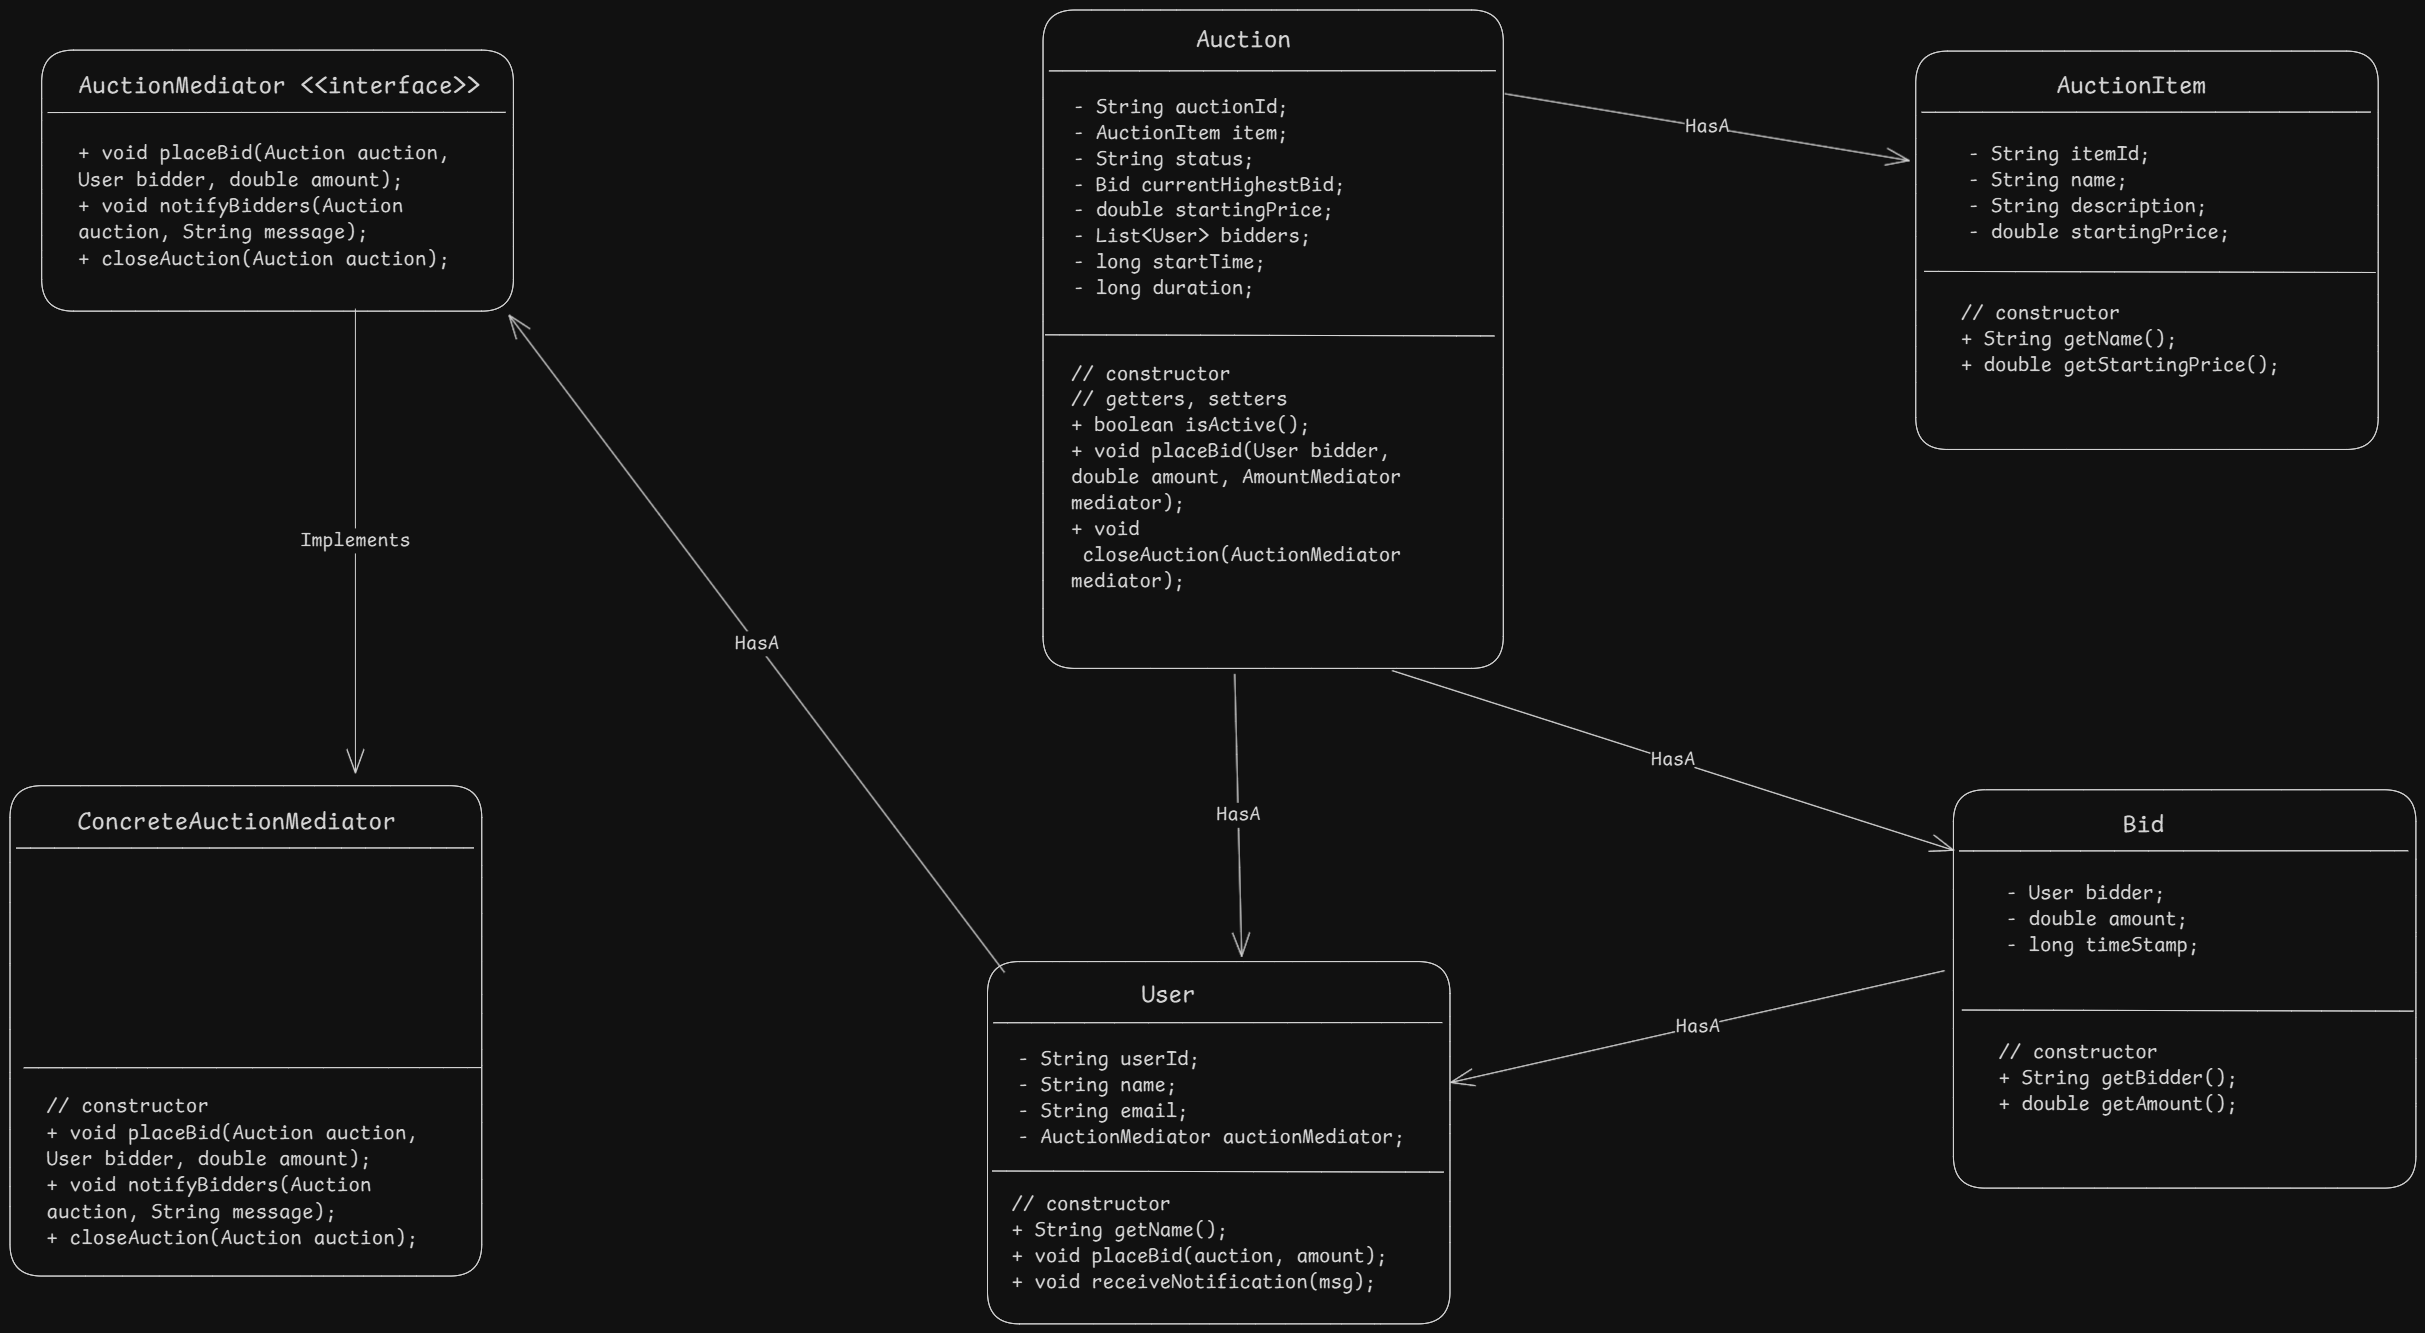 AuctionMediator <<interface>>
+ void placeBid(Auction auction,
User bidder, double amount);
+ void notifyBidders(Auction
auction, String message);
+ closeAuction(Auction auction);
Auction
- String auctionId;
- AuctionItem item;
- String status;
- Bid currentHighestBid;
- double startingPrice;
- List<User> bidders;
- long startTime;
- long duration;
// constructor
// getters, setters
+ boolean isActive();
+ void placeBid(User bidder,
double amount, AmountMediator
mediator);
+ void
closeAuction(AuctionMediator
mediator);
HasA
AuctionItem
- String itemId;
- String name;
- String description;
- double startingPrice;
// constructor
+ String getName();
+ double getStartingPrice();
Implements
HasA
HasA
HasA
ConcreteAuctionMediator
// constructor
+ void placeBid(Auction auction,
User bidder, double amount);
+ void notifyBidders(Auction
auction, String message);
+ closeAuction(Auction auction);
User
- String userId;
- String name;
- String email;
- AuctionMediator auctionMediator;
// constructor
+ String getName();
+ void placeBid(auction, amount);
+ void receiveNotification(msg);
HasA
Bid
- User bidder;
- double amount;
- long timeStamp;
// constructor
+ String getBidder();
+ double getAmount();